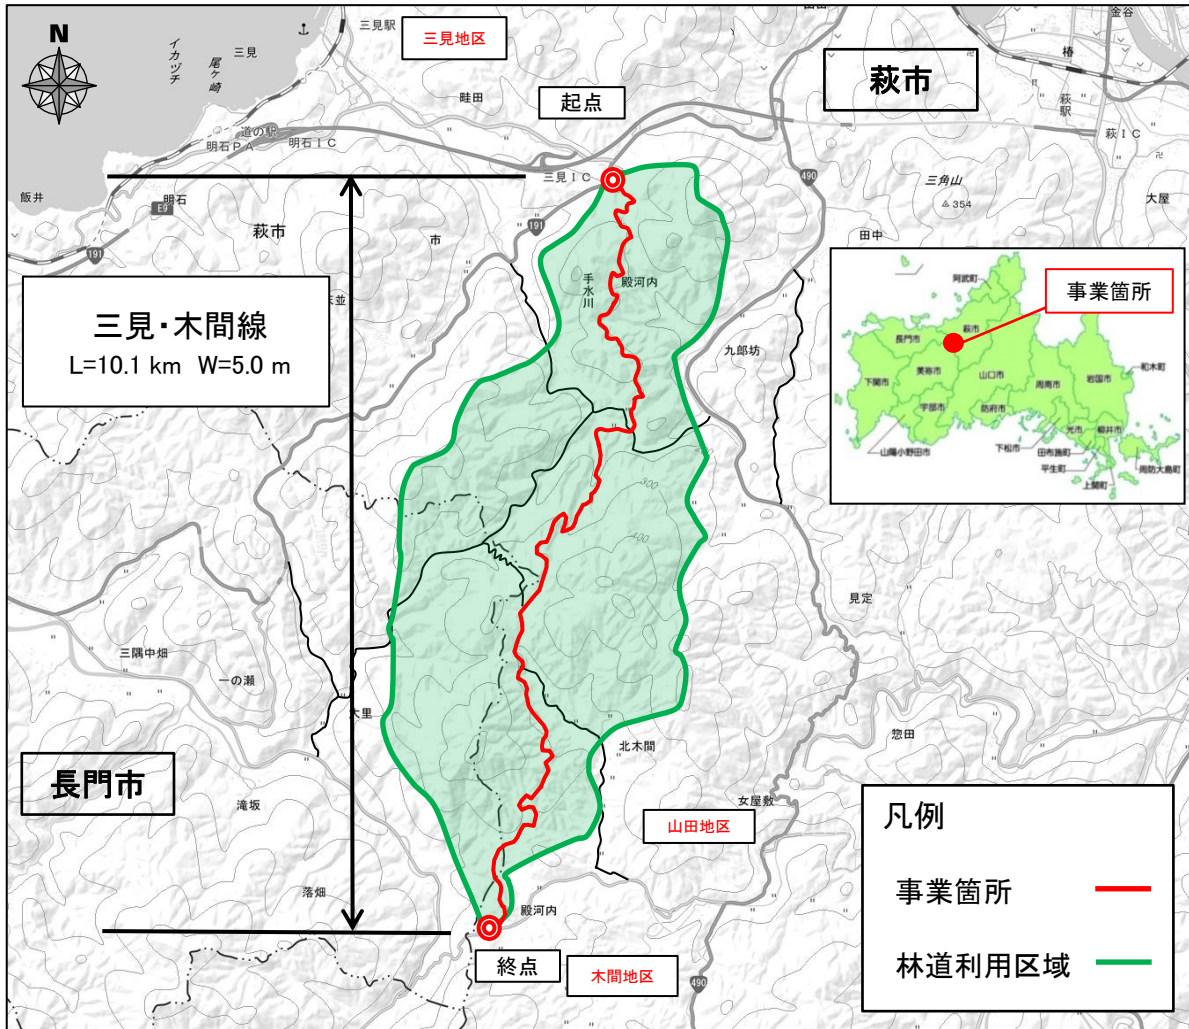 N
三見駅
三見地区
金谷
椿
萩駅
萩市
イカヅチ
尾ヶ崎
三見
畦田
起点
道の駅
明石PA
明石IC
萩IC
三見IC
飯井
明石
E9
191
191
490
三角山
354
大屋
萩市
市
田中
手水川
殿河内
三見・木間線
L=10.1 km W=5.0 m
九郎坊
事業箇所
阿武町
萩市
長門市
美祢市
下関市
山口市
周南市
岩国市
和木町
宇部市
防府市
光市
柳井市
山陽小野田市
下松市
田布施町
平生町
周防大島町
上関町
300
400
見定
三隅中畑
一の瀬
大里
惣田
北木間
長門市
滝坂
女屋敷
山田地区
落畑
殿河内
終点
木間地区
490
凡例
事業箇所
林道利用区域